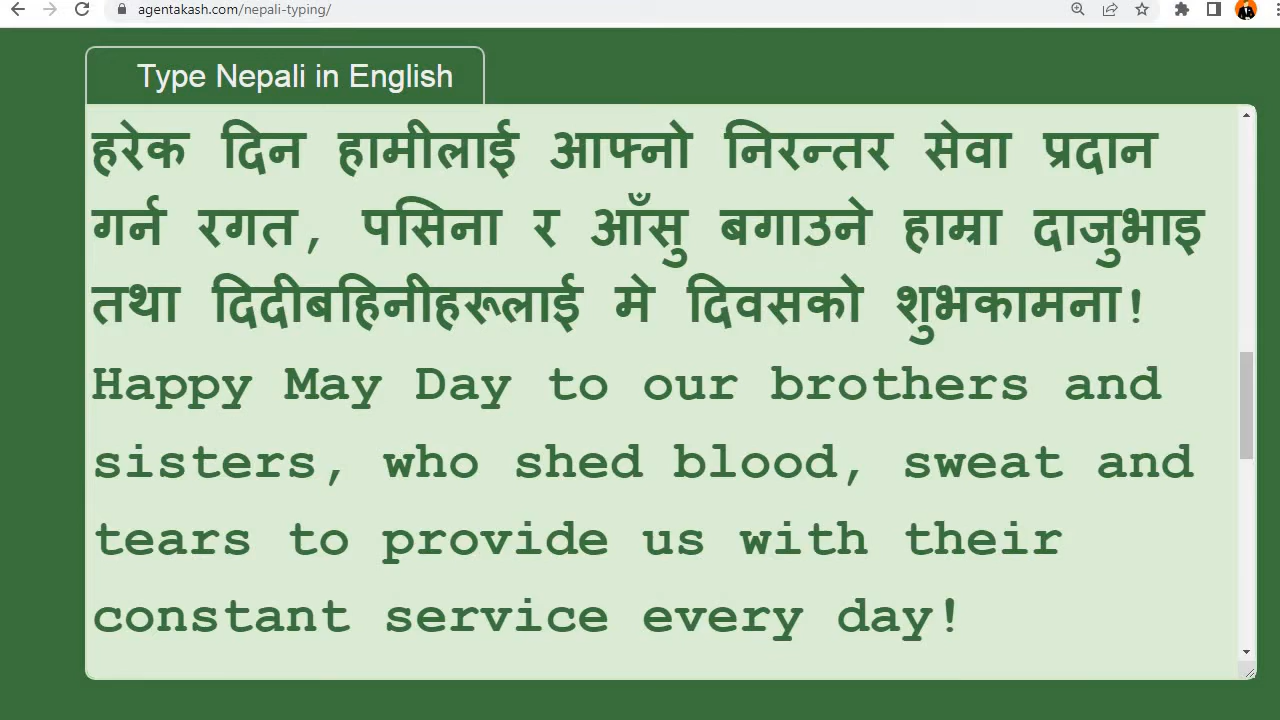 agentakash.com/nepali-typing/
Type Nepali in English
हरेक दिन हामीलाई आफ्नो निरन्तर सेवा प्रदान
गर्न रगत, पसिना र आँसु बगाउने हाम्रा दाजुभाइ
तथा दिदीबहिनीहरूलाई मे दिवसको शुभकामना!
Happy May Day to our brothers and
sisters, who shed blood, sweat and
tears to provide us with their
constant service every day!